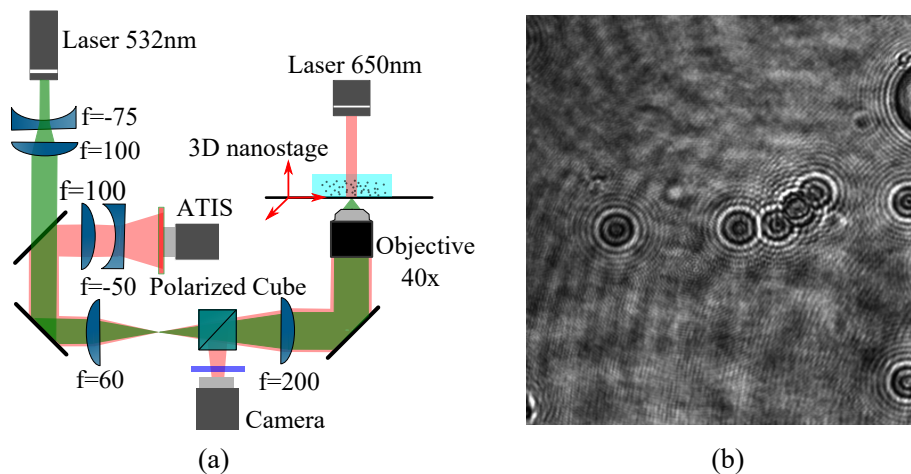 Laser 532nm
Laser 650nm
f=-75
f=100
3D nanostage
f=100
ATIS
Objective
40x
f=-50
Polarized Cube
f=60
f=200
Camera
(a)
(b)